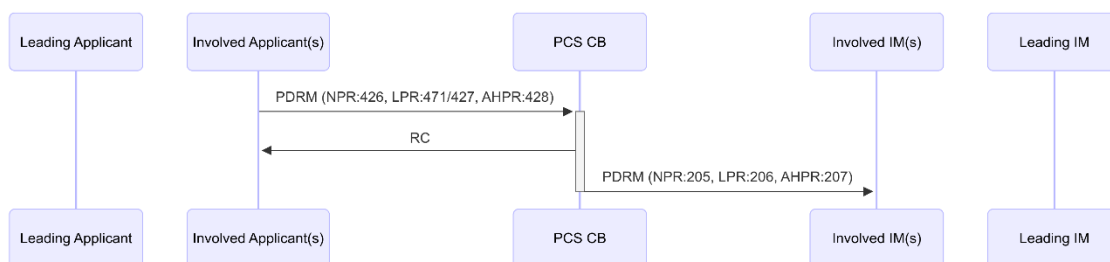 Leading Applicant
Involved Applicant(s)
PCS CB
Involved IM(s)
Leading IM
PDRM (NPR:426, LPR:471/427, AHPR:428)
RC
PDRM (NPR:205, LPR:206, AHPR:207)
Leading Applicant
Involved Applicant(s)
PCS CB
Involved IM(s)
Leading IM